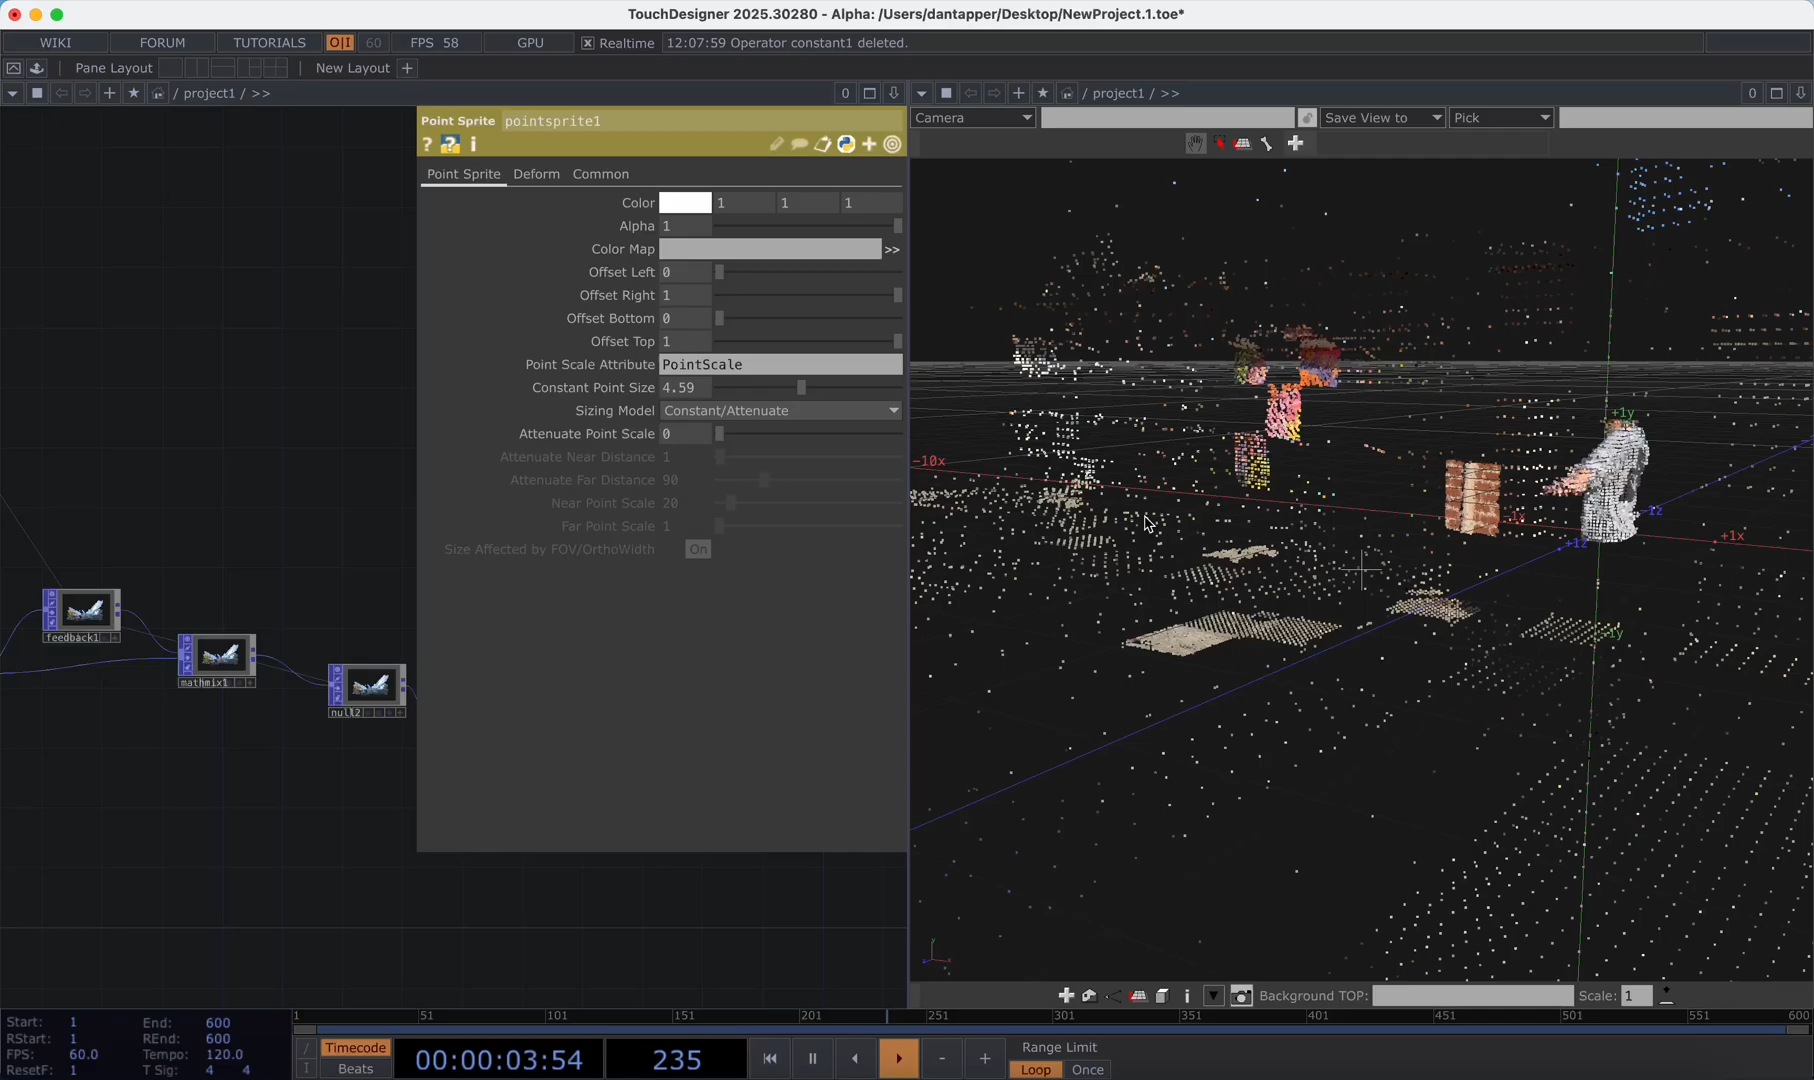 TouchDesigner 2025.30280 - Alpha: /Users/dantapper/Desktop/NewProject.1.toe*
WIKI FORUM TUTORIALS O|I 60 FPS 58 GPU Realtime 12:07:59 Operator constant1 deleted.
Pane Layout New Layout +
/ project1 / >> 0
/ project1 / >> 0
Point Sprite pointsprite1
? ? i
Point Sprite Deform Common
Color 1 1 1
Alpha 1
Color Map >>
Offset Left 0
Offset Right 1
Offset Bottom 0
Offset Top 1
Point Scale Attribute PointScale
Constant Point Size 4.59
Sizing Model Constant/Attenuate
Attenuate Point Scale 0
Attenuate Near Distance 1
Attenuate Far Distance 90
Near Point Scale 20
Far Point Scale 1
Size Affected by FOV/OrthoWidth On
feedback1
mathmix1
null2
Camera Save View to Pick
+1y
-10x
-1x
-1z
+1x
+1z
-1y
Background TOP: Scale: 1
1 51 101 151 201 251 301 351 401 451 501 551 600
Start: 1 End: 600
RStart: 1 REnd: 600
FPS: 60.0 Tempo: 120.0
ResetF: 1 T Sig: 4 4
Timecode
Beats
00:00:03:54 235
- +
Range Limit
Loop Once